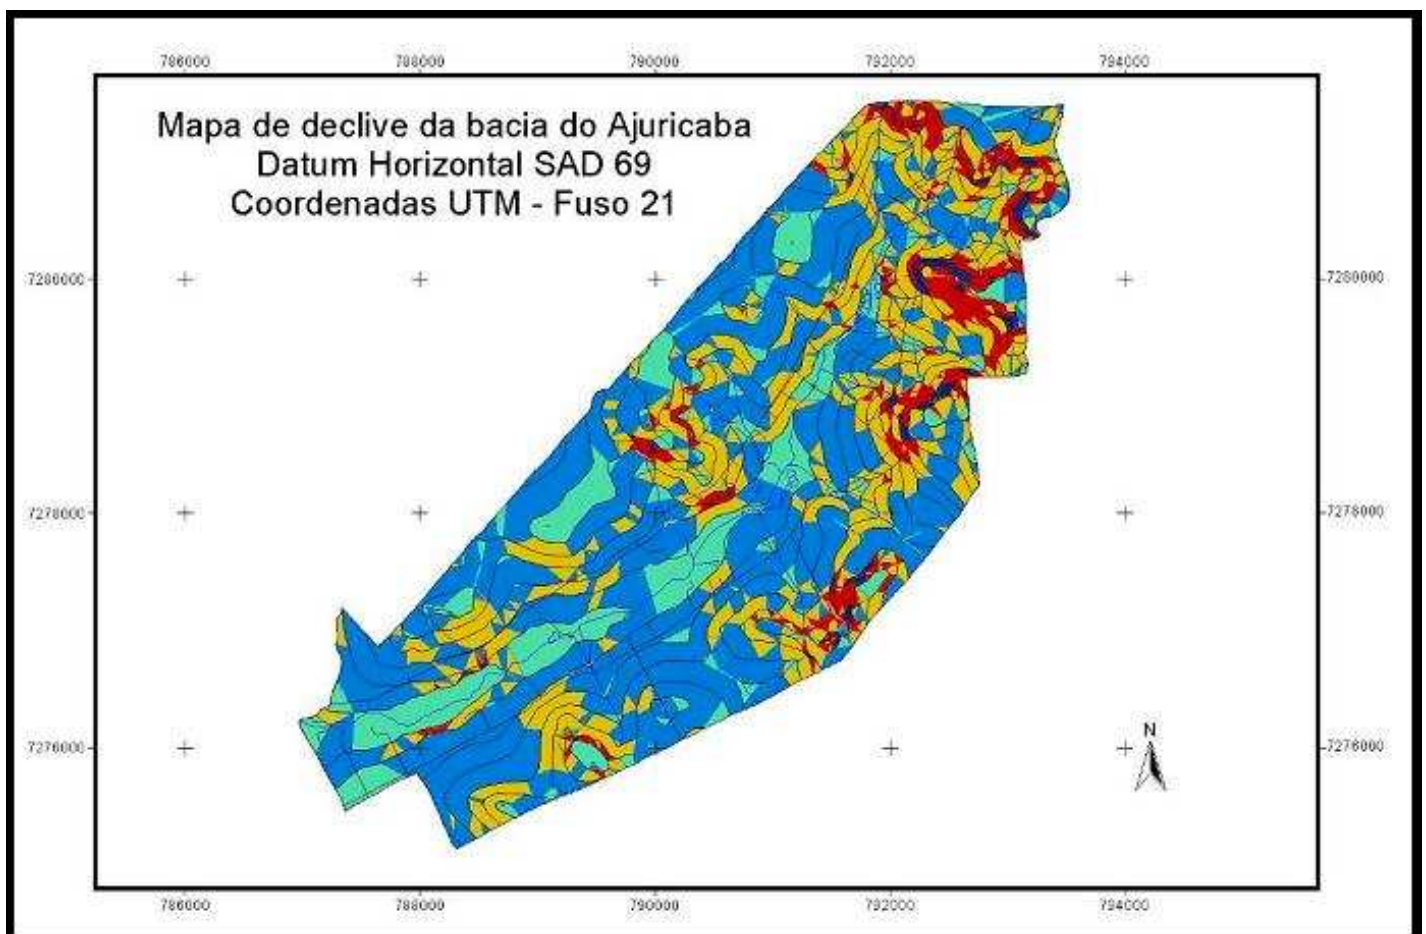 786000 788000 790000 792000 794000
Mapa de declive da bacia do Ajuricaba
Datum Horizontal SAD 69
Coordenadas UTM - Fuso 21
7280000 7280000
7278000 7278000
N
7276000 7276000
786000 788000 790000 792000 794000